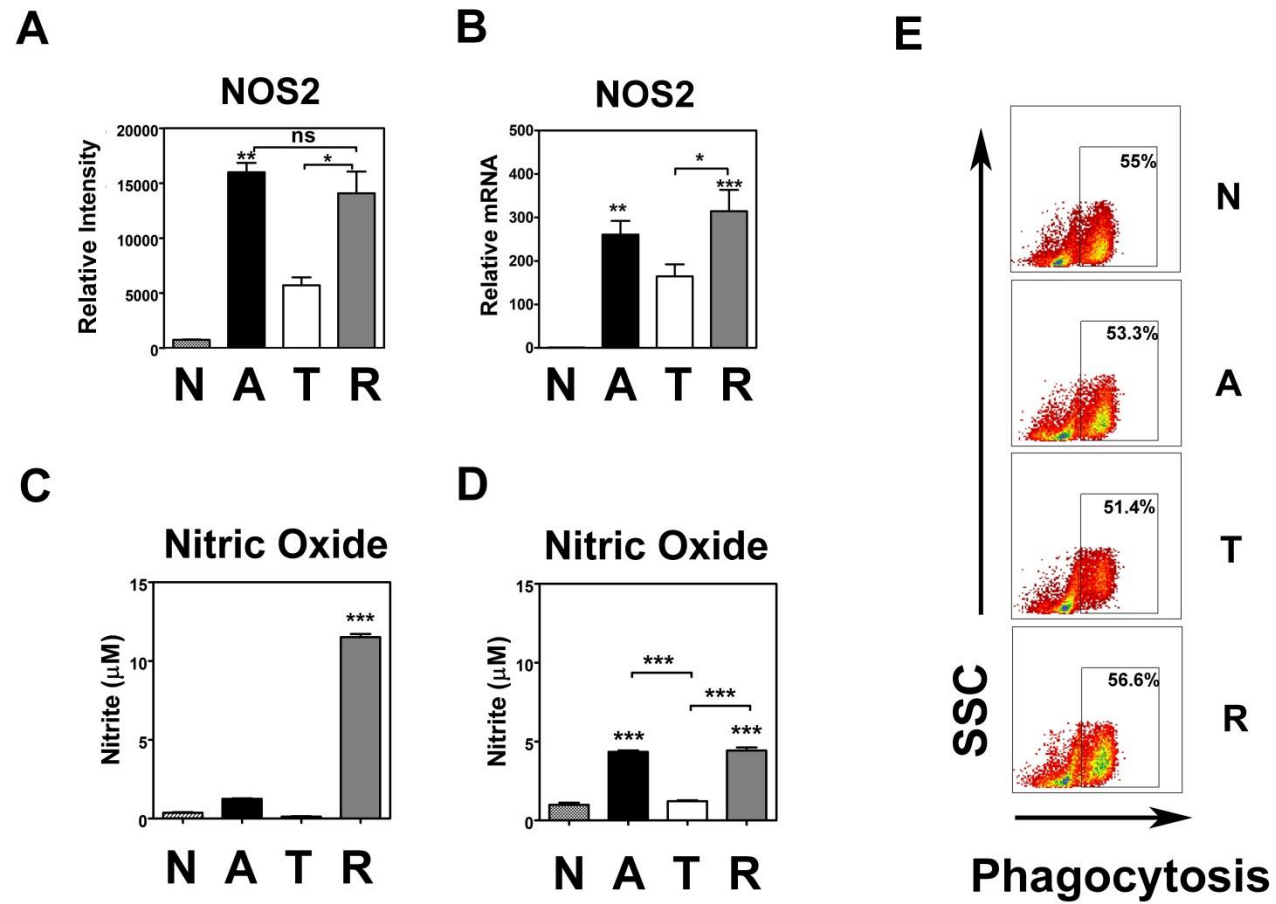 A
NOS2
Relative Intensity
20000
15000
10000
5000
0
**
ns
*
N A T R
B
NOS2
Relative mRNA
500
400
300
200
100
0
**
*
***
N A T R
C
Nitric Oxide
Nitrite (μM)
15
10
5
0
***
N A T R
D
Nitric Oxide
Nitrite (μM)
15
10
5
0
***
***
***
***
N A T R
E
55%
N
53.3%
A
51.4%
T
56.6%
R
SSC
Phagocytosis